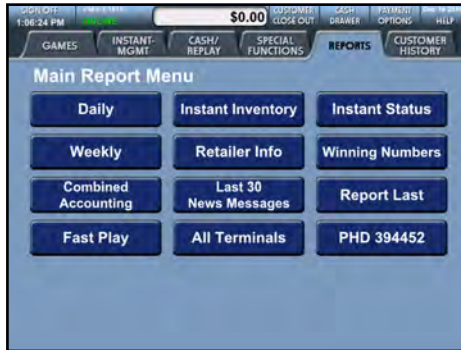 SIGN OFF
CUSTOMER CASH PAYMENT
1:06:24 PM ONLINE $0.00 CLOSE OUT DRAWER OPTIONS HELP
GAMES INSTANT- CASH/ SPECIAL REPORTS CUSTOMER
MGMT REPLAY FUNCTIONS HISTORY
Main Report Menu
Daily Instant Inventory Instant Status
Weekly Retailer Info Winning Numbers
Combined Last 30 Report Last
Accounting News Messages
Fast Play All Terminals PHD 394452